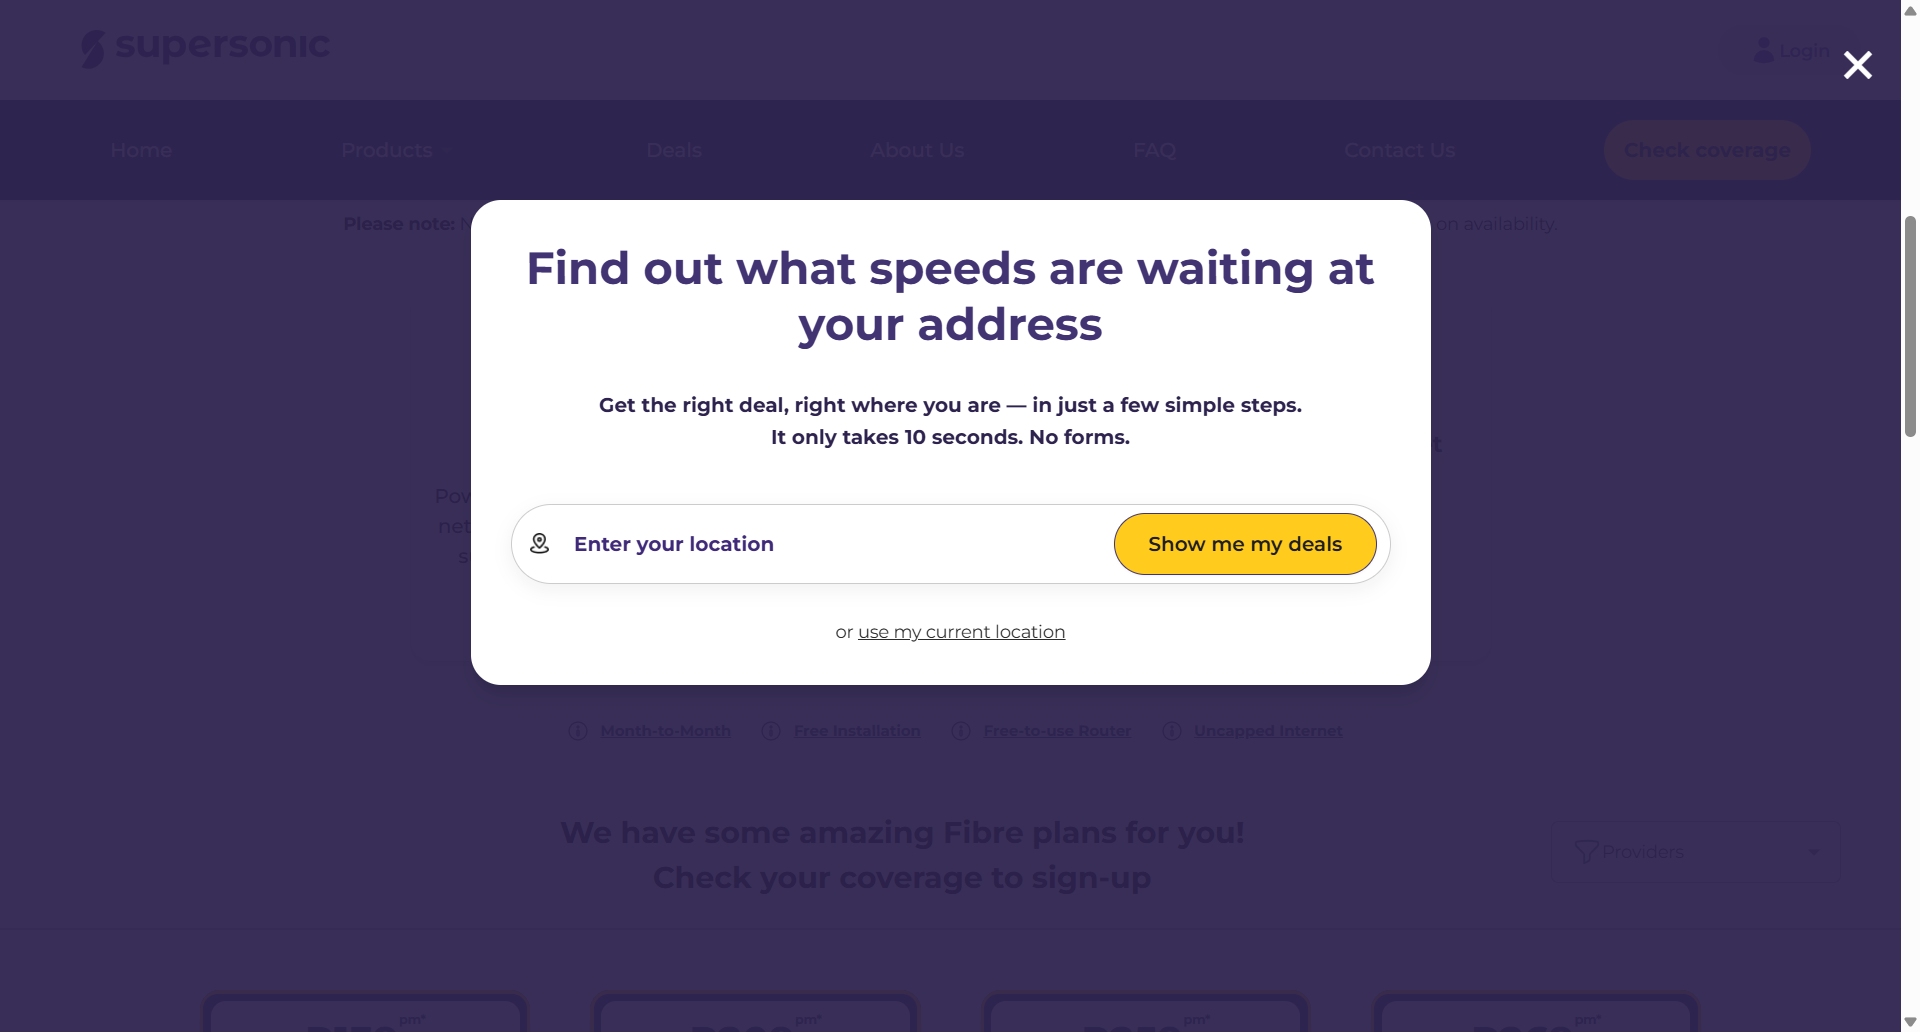 supersonic
Login
Home
Products
Deals
About Us
FAQ
Contact Us
Check coverage
Please note:
on availability.
Find out what speeds are waiting at
your address
Get the right deal, right where you are — in just a few simple steps.
It only takes 10 seconds. No forms.
Enter your location
Show me my deals
or use my current location
Month-to-Month
Free Installation
Free-to-use Router
Uncapped Internet
We have some amazing Fibre plans for you!
Check your coverage to sign-up
Providers
pm*
pm*
pm*
pm*